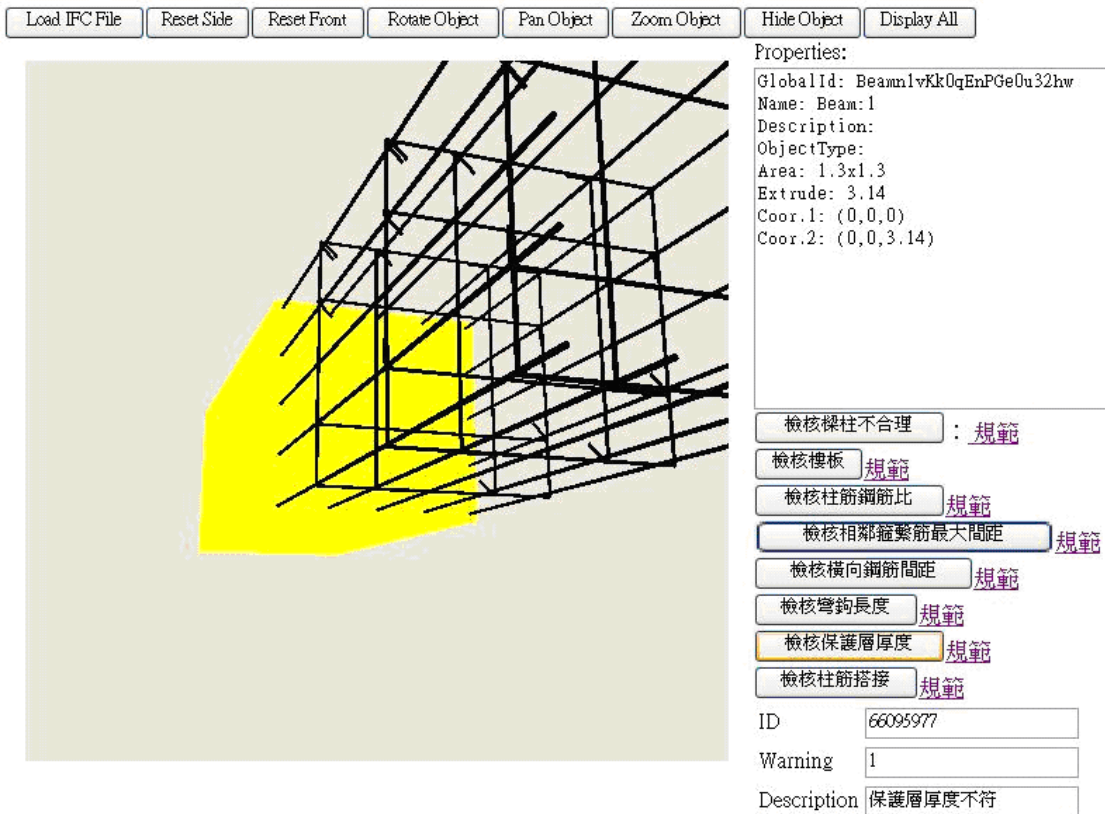 Load IFC File Reset Side Reset Front Rotate Object Pan Object Zoom Object Hide Object Display All
Properties:
GlobalId: Beamn1vKk0qEnPGe0u32hw
Name: Beam:1
Description:
ObjectType:
Area: 1.3x1.3
Extrude: 3.14
Coor.1: (0,0,0)
Coor.2: (0,0,3.14)
檢核樑柱不合理 : 規範
檢核樓板 規範
檢核柱筋鋼筋比 規範
檢核相鄰箍繫筋最大間距 規範
檢核橫向鋼筋間距 規範
檢核彎鉤長度 規範
檢核保護層厚度 規範
檢核柱筋搭接 規範
ID 66095977
Warning 1
Description 保護層厚度不符